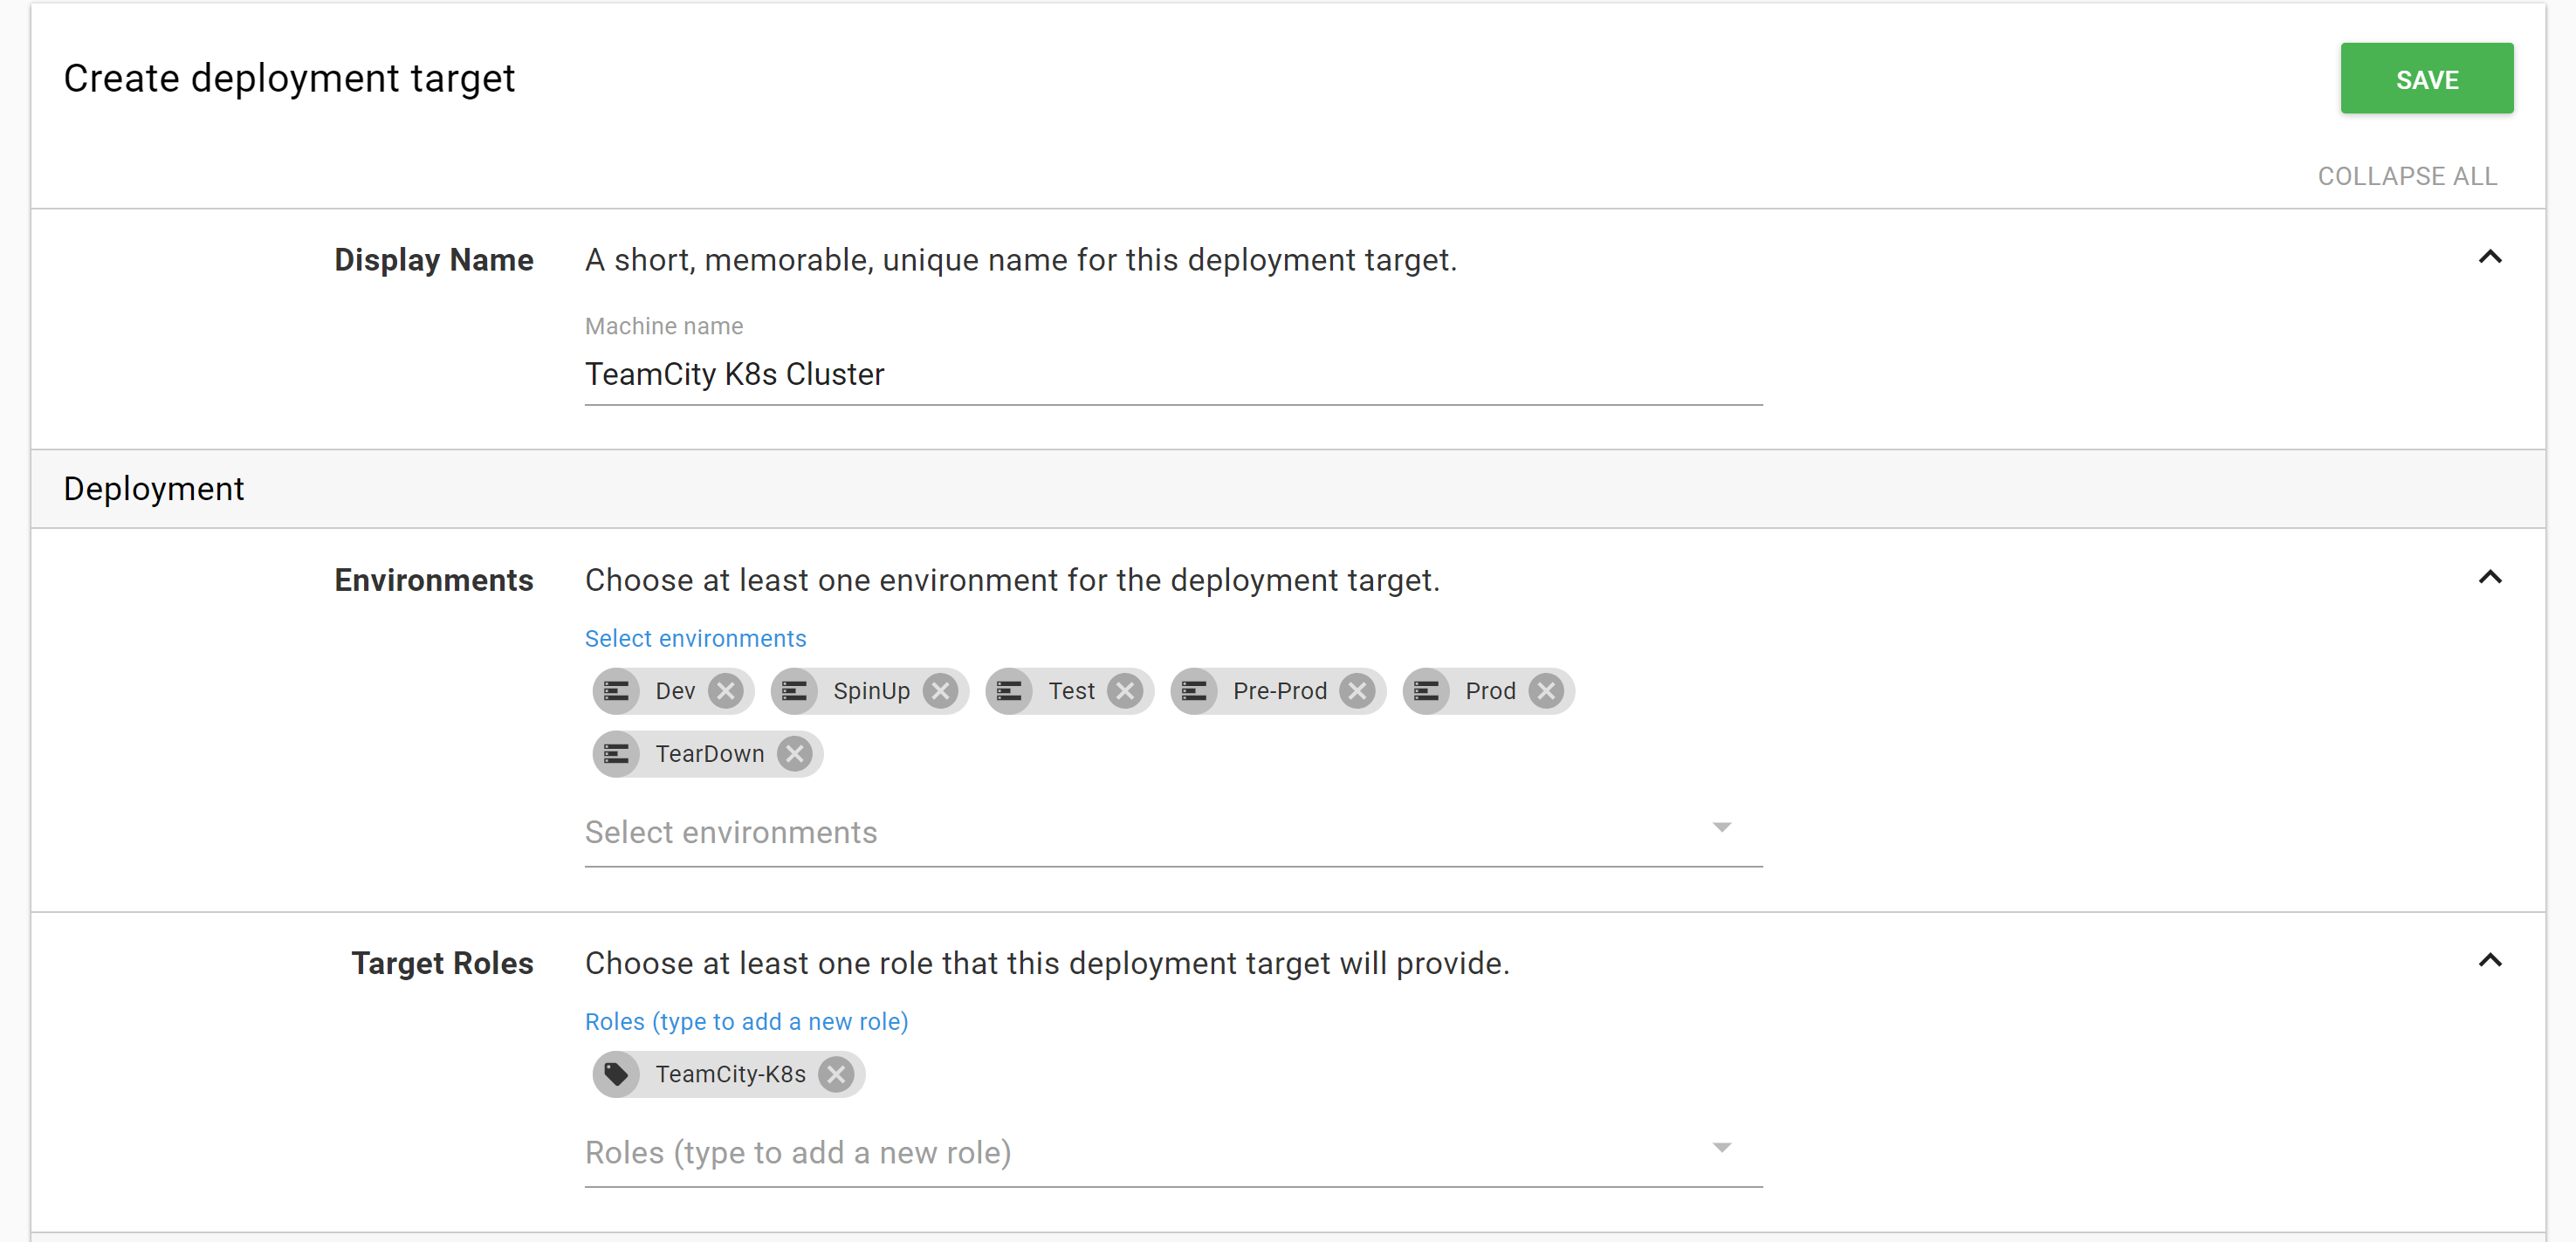 Create deployment target
SAVE
COLLAPSE ALL
Display Name
A short, memorable, unique name for this deployment target.
Machine name
TeamCity K8s Cluster
Deployment
Environments
Choose at least one environment for the deployment target.
Select environments
Dev SpinUp Test Pre-Prod Prod
TearDown
Select environments
Target Roles
Choose at least one role that this deployment target will provide.
Roles (type to add a new role)
TeamCity-K8s
Roles (type to add a new role)